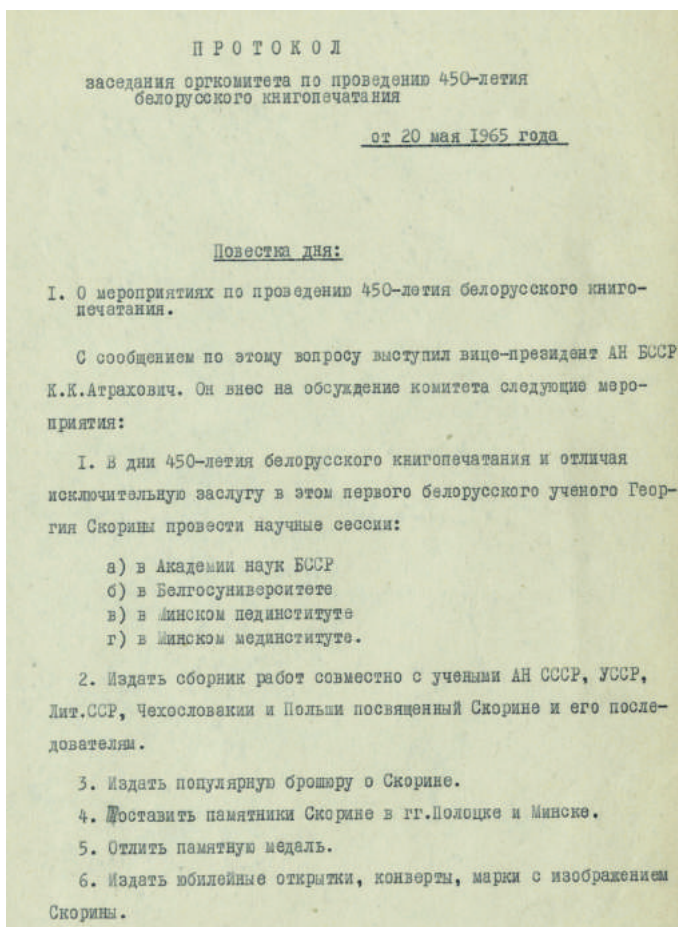 П Р О Т О К О Л
заседания оргкомитета по проведению 450-летия
белорусского книгопечатания
от 20 мая 1965 года
Повестка дня:
I. О мероприятиях по проведению 450-летия белорусского книго-
печатания.
С сообщением по этому вопросу выступил вице-президент АН БССР
К.К.Атрахович. Он внес на обсуждение комитета следующие меро-
приятия:
I. В дни 450-летия белорусского книгопечатания и отличая
исключительную заслугу в этом первого белорусского ученого Геор-
гия Скорины провести научные сессии:
а) в Академии наук БССР
б) в Белгосуниверситете
в) в Минском пединституте
г) в Минском мединституте.
2. Издать сборник работ совместно с учеными АН СССР, УССР,
Лит.ССР, Чехословакии и Польши посвященный Скорине и его после-
дователям.
3. Издать популярную брошюру о Скорине.
4. Поставить памятники Скорине в гг.Полоцке и Минске.
5. Отлить памятную медаль.
6. Издать юбилейные открытки, конверты, марки с изображением
Скорины.